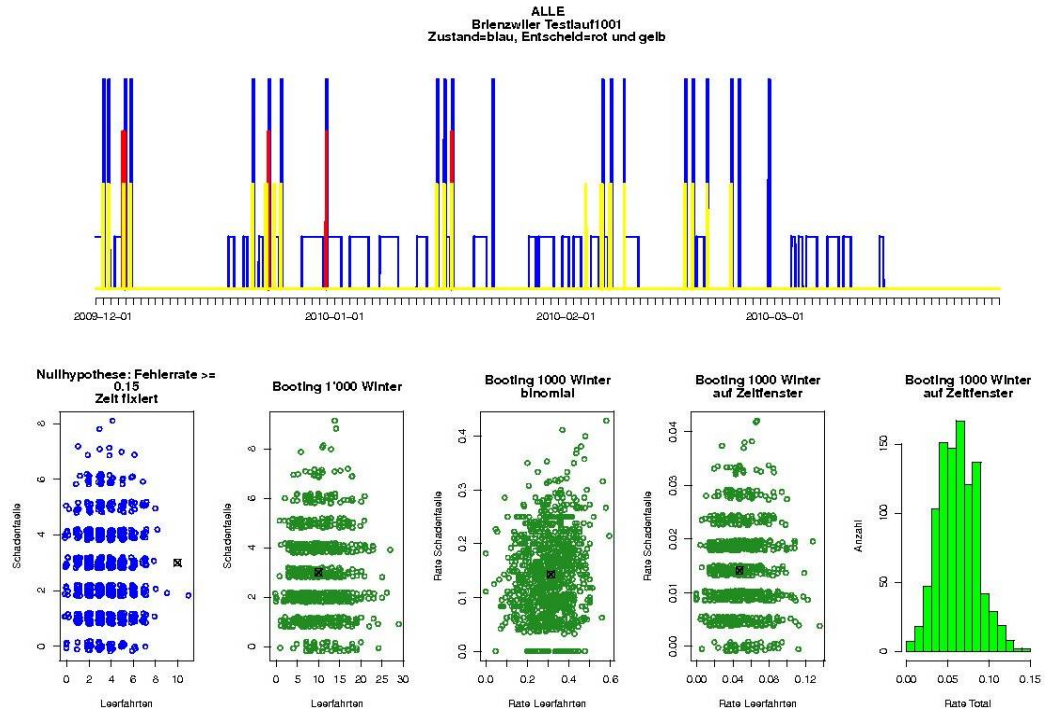 ALLE
Brienzwiler Testlauf1001
Zustand=blau, Entscheid=rot und gelb
2009-12-01 2010-01-01 2010-02-01 2010-03-01
Nullhypothese: Fehlerrate >=
0.15
Zeit fixiert
Schadenfaelle
0 2 4 6 8
0 2 4 6 8 10
Leerfahrten
Booting 1'000 Winter
Schadenfaelle
0 2 4 6 8
0 5 10 15 20 25 30
Leerfahrten
Booting 1000 Winter
binomial
Rate Schadenfaelle
0.0 0.1 0.2 0.3 0.4
0.0 0.2 0.4 0.6
Rate Leerfahrten
Booting 1000 Winter
auf Zeitfenster
Rate Schadenfaelle
0.00 0.01 0.02 0.03 0.04
0.00 0.04 0.08 0.12
Rate Leerfahrten
Booting 1000 Winter
auf Zeitfenster
Anzahl
0 50 100 150
0.00 0.05 0.10 0.15
Rate Total